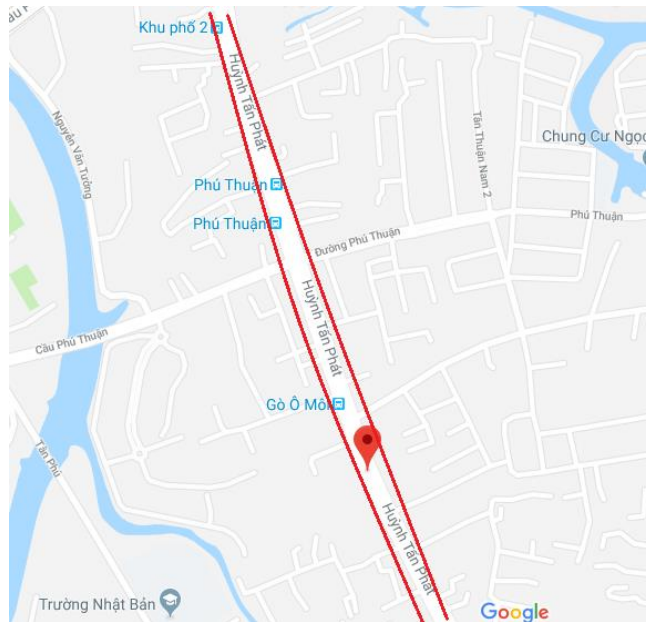 Khu phố 2
Huỳnh Tấn Phát
Nguyễn Văn Tưởng
Tân Thuận Nam 2
Chung Cư Ngọc
Phú Thuận
Phú Thuận
Phú Thuận
Đường Phú Thuận
Huỳnh Tấn Phát
Cầu Phú Thuận
Gò Ô Môi
Tân Phú
Huỳnh Tấn Phát
Trường Nhật Bản
Google